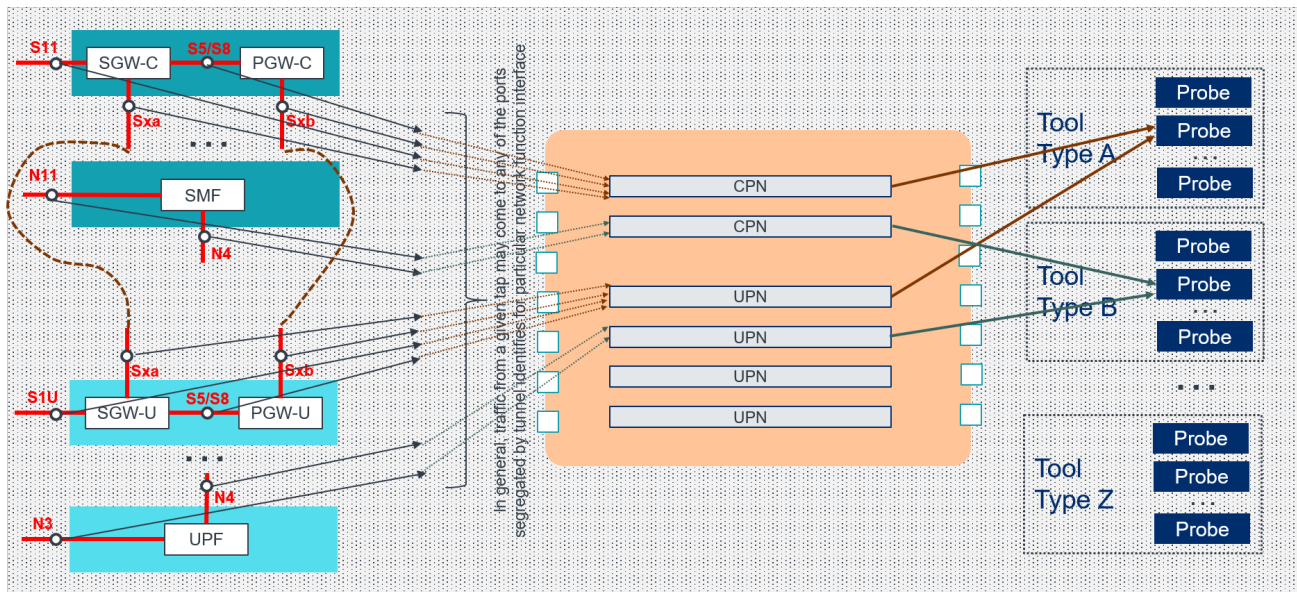 S11
SGW-C
S5/S8
PGW-C
Sxa
Sxb
...
N11
SMF
N4
Sxa
Sxb
S1U
SGW-U
S5/S8
PGW-U
...
N4
N3
UPF
In general, traffic from a given tap may come to any of the ports
segregated by tunnel identifies for particular network function interface
CPN
CPN
UPN
UPN
UPN
UPN
Tool
Type A
Probe
Probe
...
Probe
Tool
Type B
Probe
Probe
...
Probe
...
Tool
Type Z
Probe
Probe
...
Probe